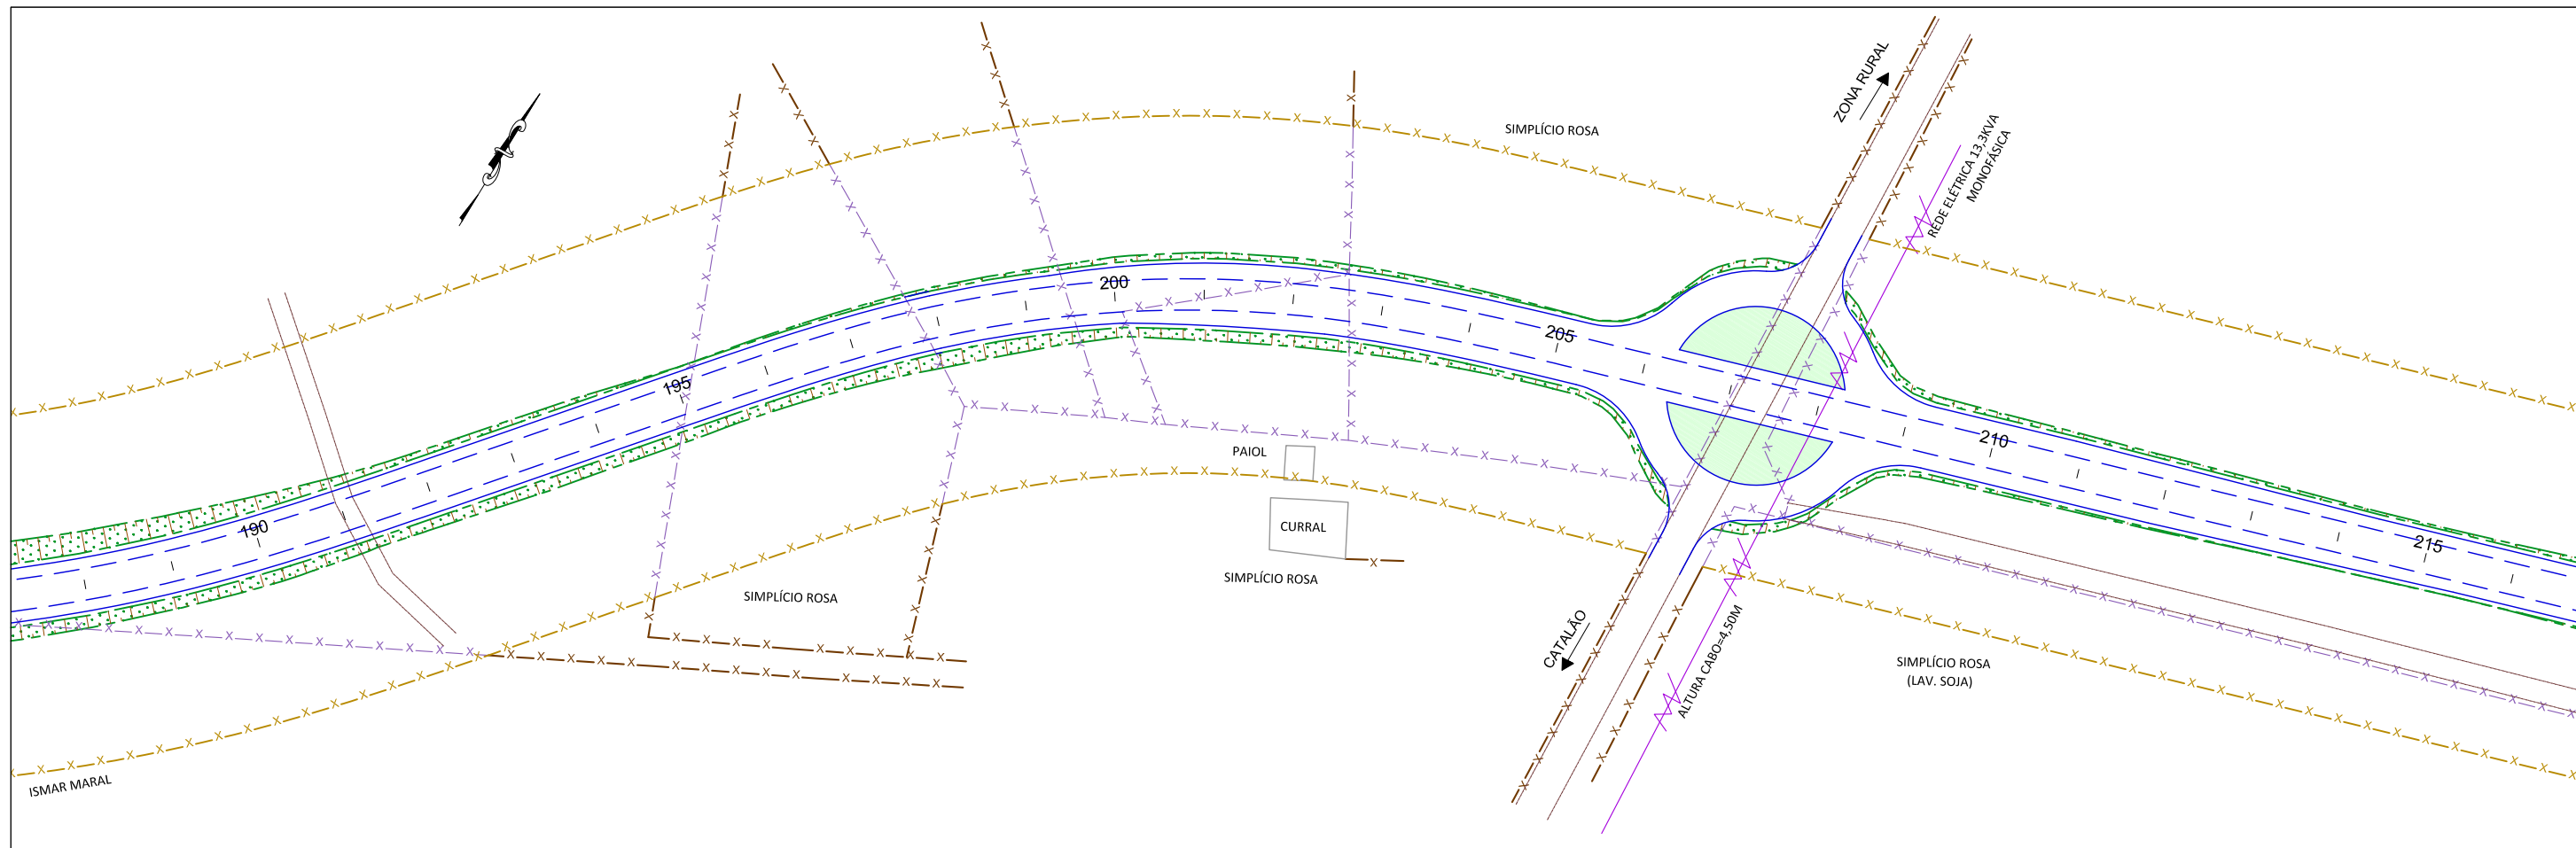 ZONA RURAL
SIMPLÍCIO ROSA
REDE ELÉTRICA 13,3KVA
MONOFÁSICA
200
205
195
210
PAIOL
190
CURRAL
215
SIMPLÍCIO ROSA
SIMPLÍCIO ROSA
CATALÃO
ALTURA CABO=4,50M
SIMPLÍCIO ROSA
(LAV. SOJA)
ISMAR MARAL